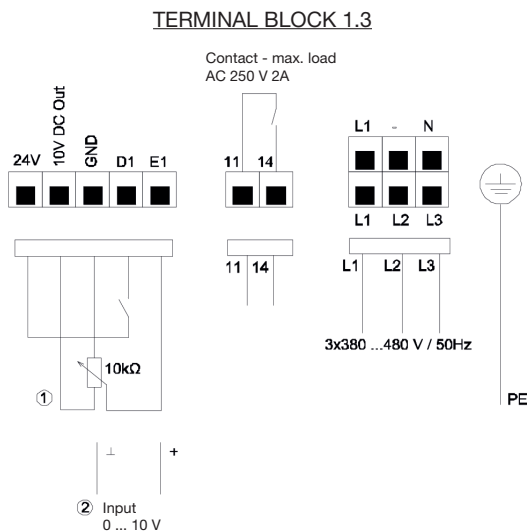 TERMINAL BLOCK 1.3
Contact - max. load
AC 250 V 2A
24V
10V DC Out
GND
D1
E1
11 14
L1 - N
L1 L2 L3
11 14
L1 L2 L3
3x380 ...480 V / 50Hz
10kΩ
①
PE
⊥ +
② Input
0 ... 10 V